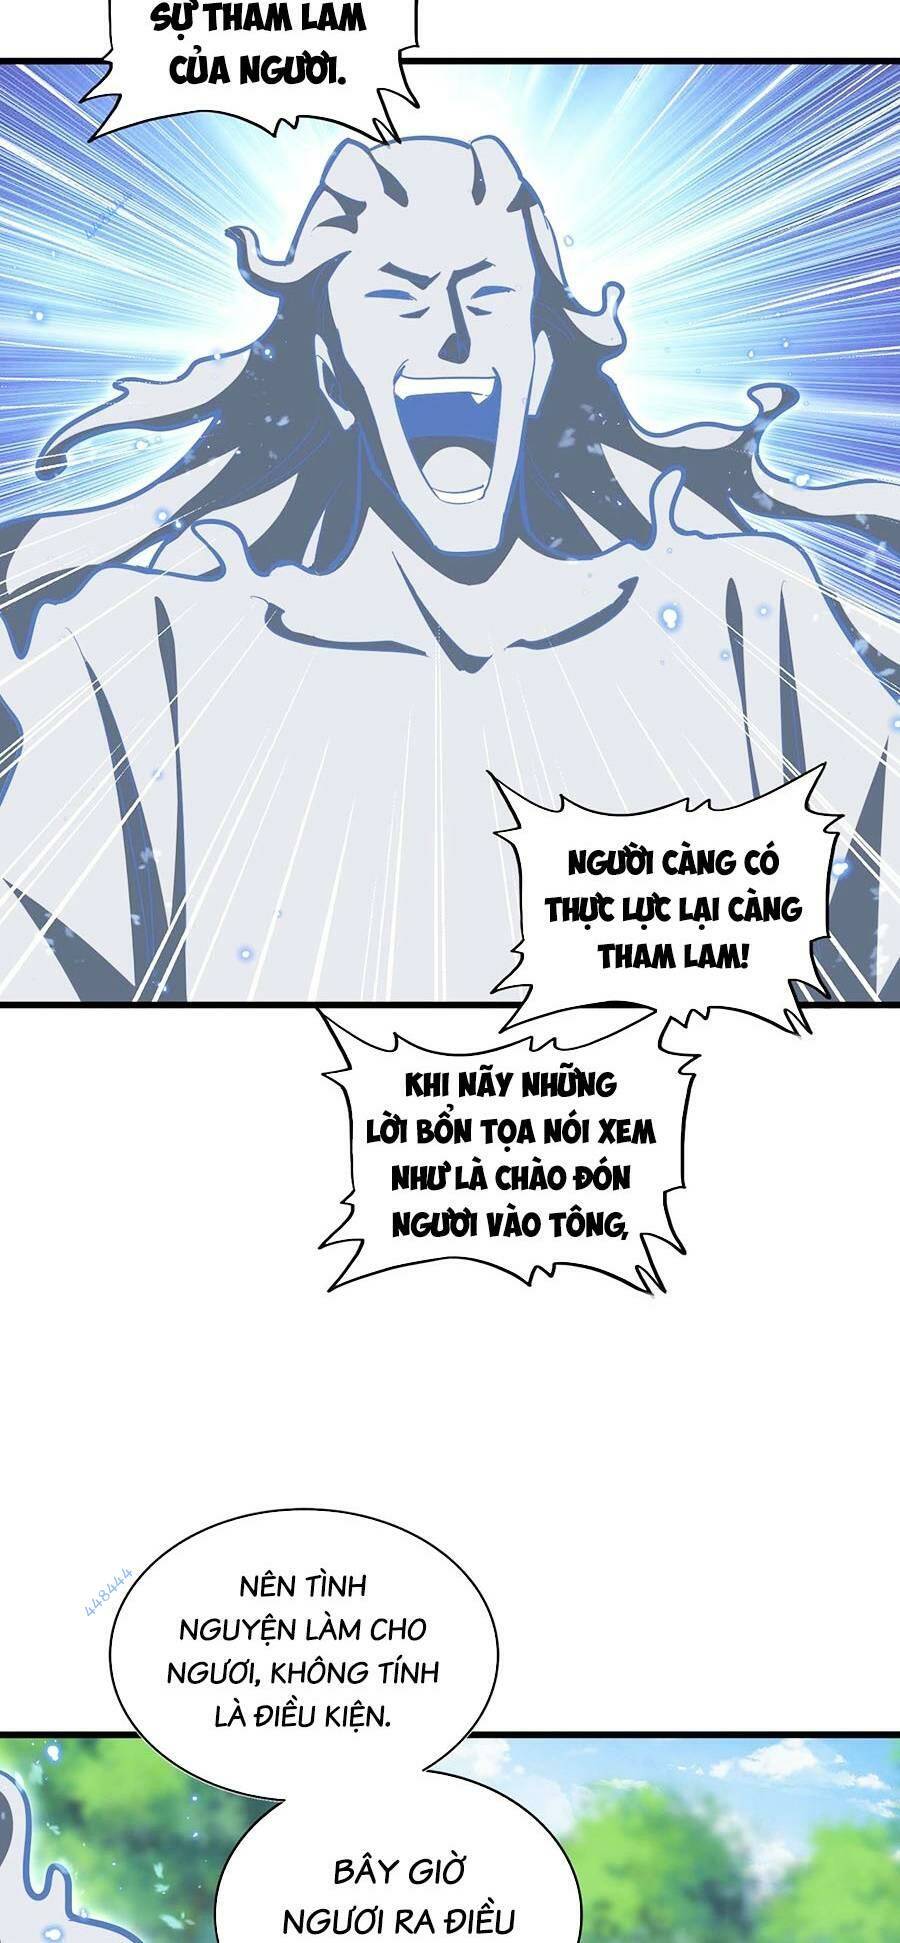 SỰ THAM LAM
CỦA NGƯƠI.
448444
NGƯỜI CÀNG CÓ
THỰC LỰC LẠI CÀNG
THAM LAM!
KHI NÃY NHỮNG
LỜI BỔN TỌA NÓI XEM
NHƯ LÀ CHÀO ĐÓN
NGƯƠI VÀO TÔNG,
448444
NÊN TÌNH
NGUYỆN LÀM CHO
NGƯƠI, KHÔNG TÍNH
LÀ ĐIỀU KIỆN.
BÂY GIỜ
NGƯƠI RA ĐIỀU